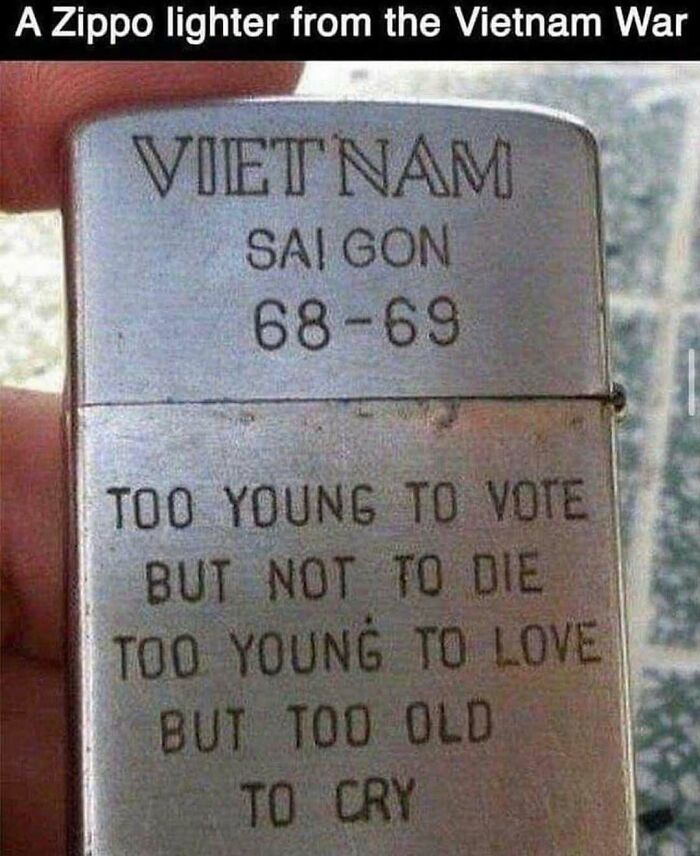 A Zippo lighter from the Vietnam War
VIETNAM
SAI GON
68-69
TOO YOUNG TO VOTE
BUT NOT TO DIE
TOO YOUNG TO LOVE
BUT TOO OLD
TO CRY